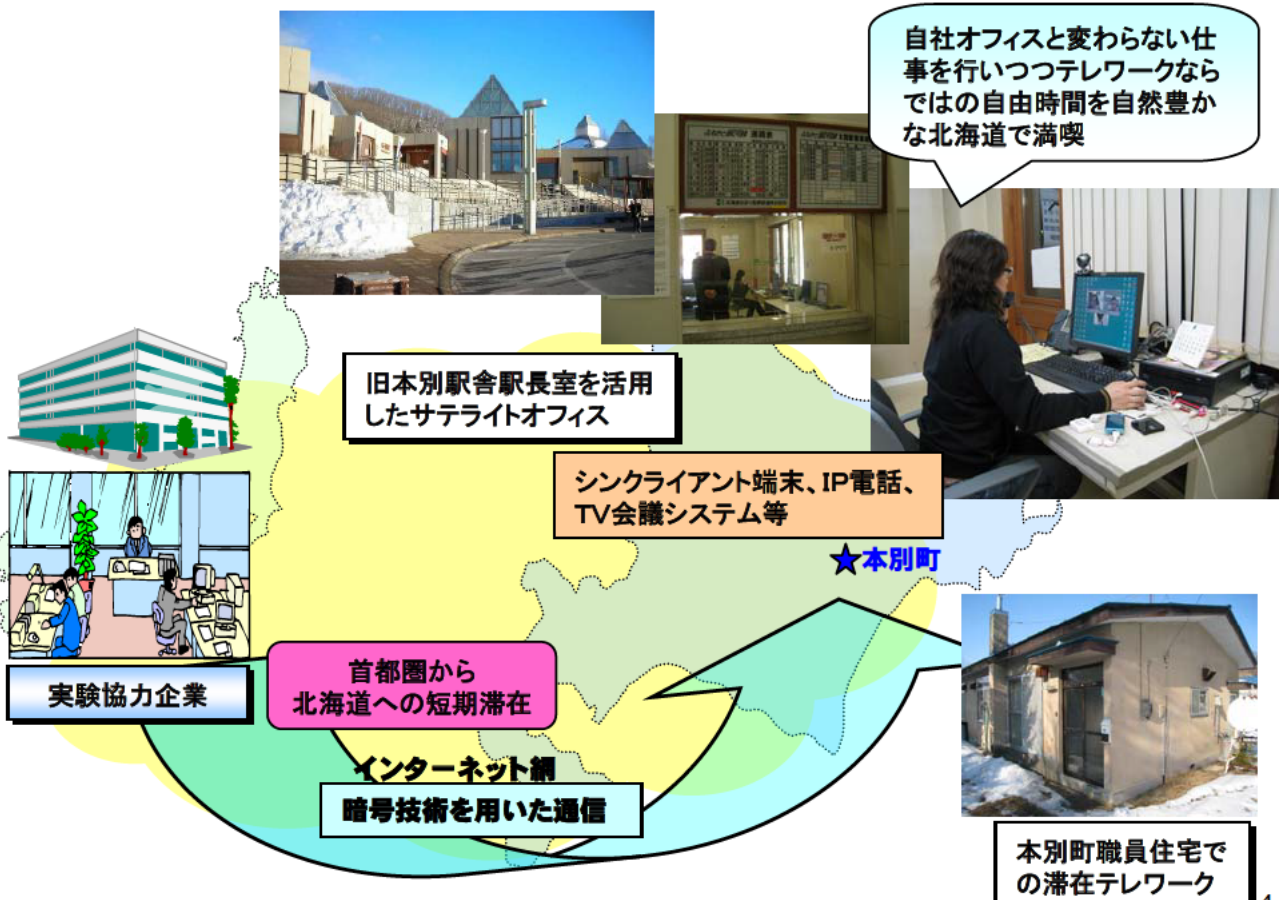 自社オフィスと変わらない仕
事を行いつつテレワークなら
ではの自由時間を自然豊か
な北海道で満喫
旧本別駅舎駅長室を活用
したサテライトオフィス
シンクライアント端末、IP電話、
TV会議システム等
★本別町
実験協力企業
首都圏から
北海道への短期滞在
インターネット網
暗号技術を用いた通信
本別町職員住宅で
の滞在テレワーク
4